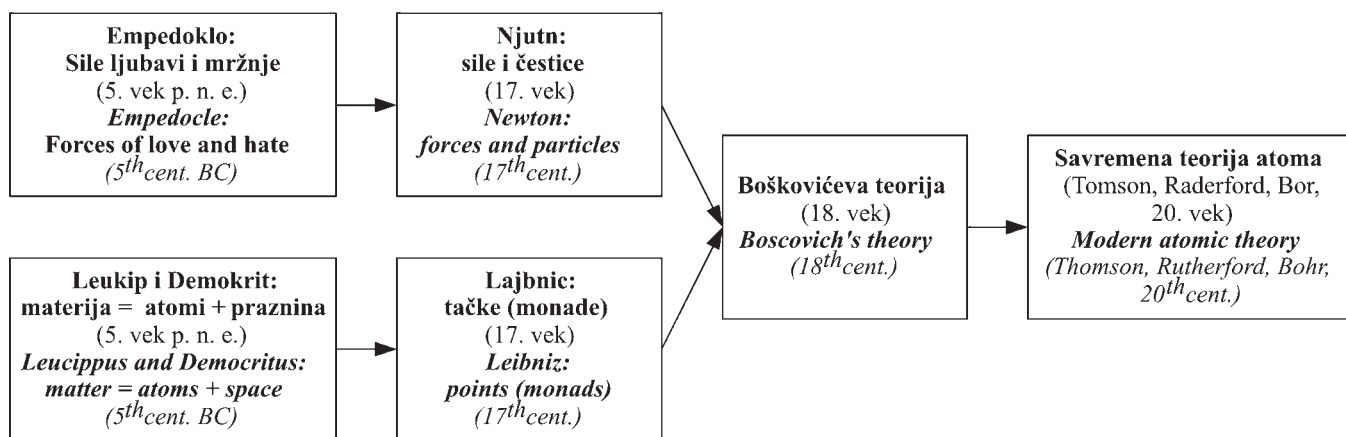 Empedoklo:
Sile ljubavi i mržnje
(5. vek p. n. e.)
Empedocle:
Forces of love and hate
(5th cent. BC)
Njutn:
sile i čestice
(17. vek)
Newton:
forces and particles
(17th cent.)
Leukip i Demokrit:
materija = atomi + praznina
(5. vek p. n. e.)
Leucippus and Democritus:
matter = atoms + space
(5th cent. BC)
Lajbnic:
tačke (monade)
(17. vek)
Leibniz:
points (monads)
(17th cent.)
Boškovićeva teorija
(18. vek)
Boscovich's theory
(18th cent.)
Savremena teorija atoma
(Tomson, Raderford, Bor,
20. vek)
Modern atomic theory
(Thomson, Rutherford, Bohr,
20th cent.)